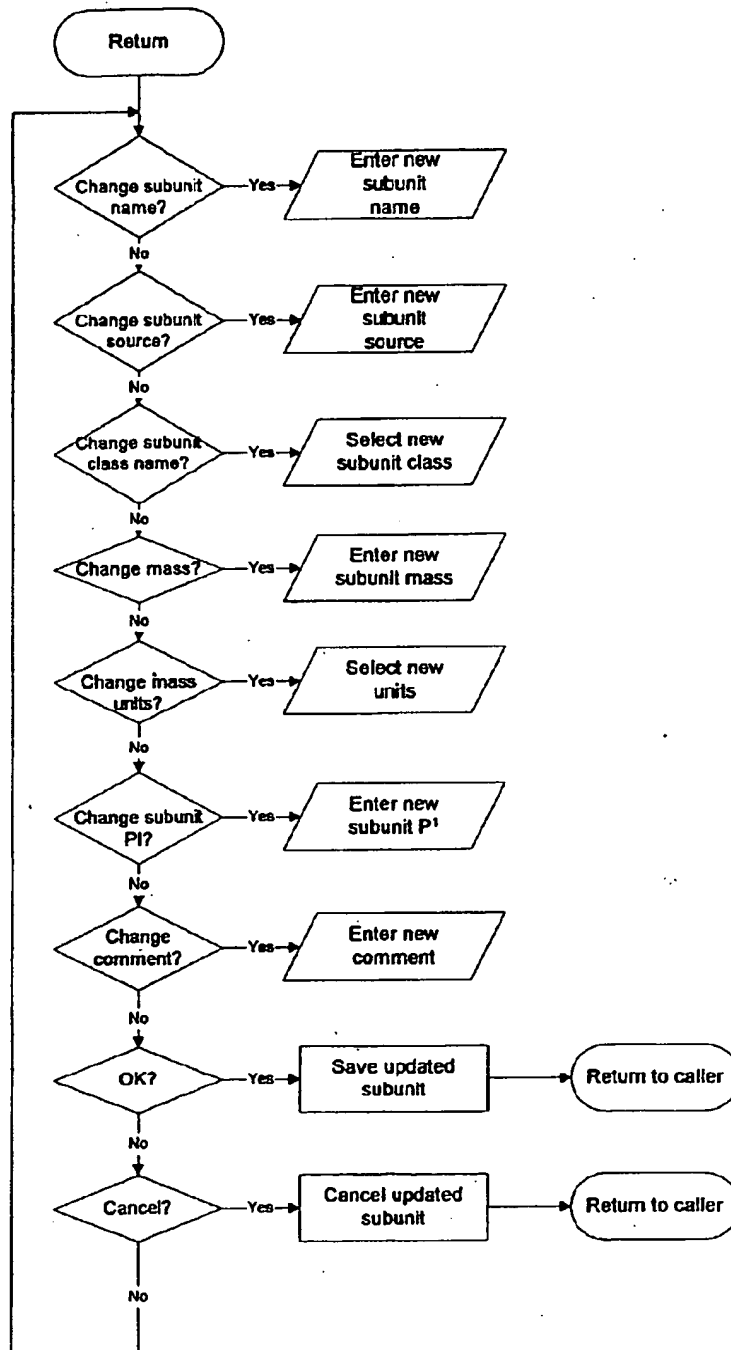 Return
Change subunit
name?
Yes
Enter new
subunit
name
No
Change subunit
source?
Yes
Enter new
subunit
source
No
Change subunit
class name?
Yes
Select new
subunit class
No
Change mass?
Yes
Enter new
subunit mass
No
Change mass
units?
Yes
Select new
units
No
Change subunit
PI?
Yes
Enter new
subunit P¹
No
Change
comment?
Yes
Enter new
comment
No
OK?
Yes
Save updated
subunit
Return to caller
No
Cancel?
Yes
Cancel updated
subunit
Return to caller
No